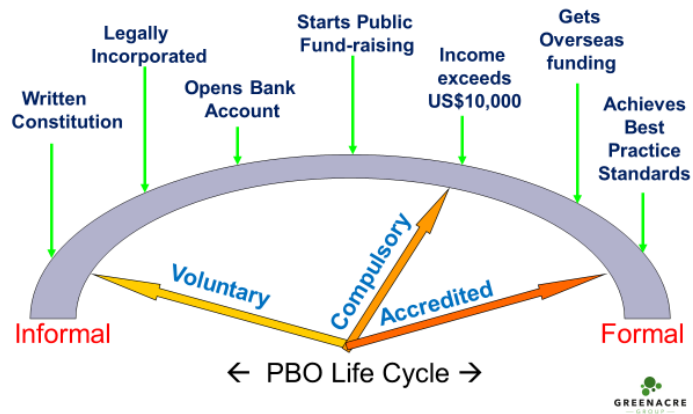 Written
Constitution
Legally
Incorporated
Opens Bank
Account
Starts Public
Fund-raising
Income
exceeds
US$10,000
Gets
Overseas
funding
Achieves
Best
Practice
Standards
Voluntary
Compulsory
Accredited
Informal
Formal
← PBO Life Cycle →
GREENACRE
GROUP